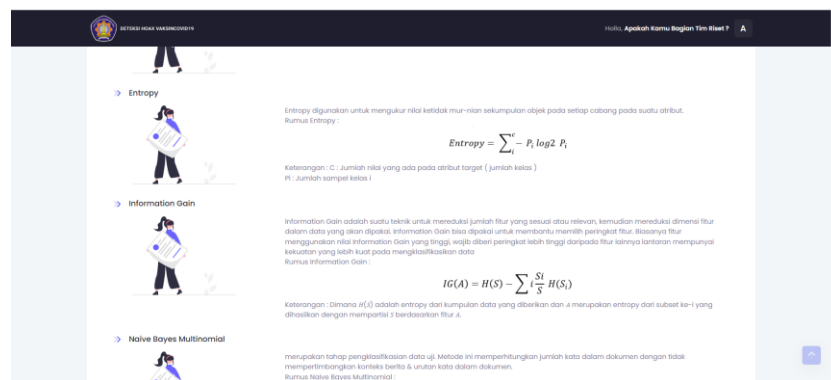 DETEKSI HOAX VAKSINCOVID19
Hallo, Apakah Kamu Bagian Tim Riset ? A
Entropy
Entropy digunakan untuk mengukur nilai ketidak mur-nian sekumpulan objek pada setiap cabang pada suatu atribut.
Rumus Entropy :
Entropy = ∑ᵢᶜ − Pᵢ log2 Pᵢ
Keterangan : C : Jumlah nilai yang ada pada atribut target ( jumlah kelas )
Pi : Jumlah sampel kelas i
Information Gain
Information Gain adalah suatu teknik untuk mereduksi jumlah fitur yang sesuai atau relevan, kemudian mereduksi dimensi fitur
dalam data yang akan dipakai. Information Gain bisa dipakai untuk membantu memilih peringkat fitur. Biasanya fitur
menggunakan nilai Information Gain yang tinggi, wajib diberi peringkat lebih tinggi daripada fitur lainnya lantaran mempunyai
kekuatan yang lebih kuat pada mengklasifikasikan data
Rumus Information Gain :
IG(A) = H(S) − ∑ i Si/S H(Sᵢ)
Keterangan : Dimana H(S) adalah entropy dari kumpulan data yang diberikan dan A merupakan entropy dari subset ke-i yang
dihasilkan dengan mempartisi S berdasarkan fitur A.
Naive Bayes Multinomial
merupakan tahap pengklasifikasian data uji. Metode ini memperhitungkan jumlah kata dalam dokumen dengan tidak
mempertimbangkan konteks berita & urutan kata dalam dokumen.
Rumus Naive Bayes Multinomial :